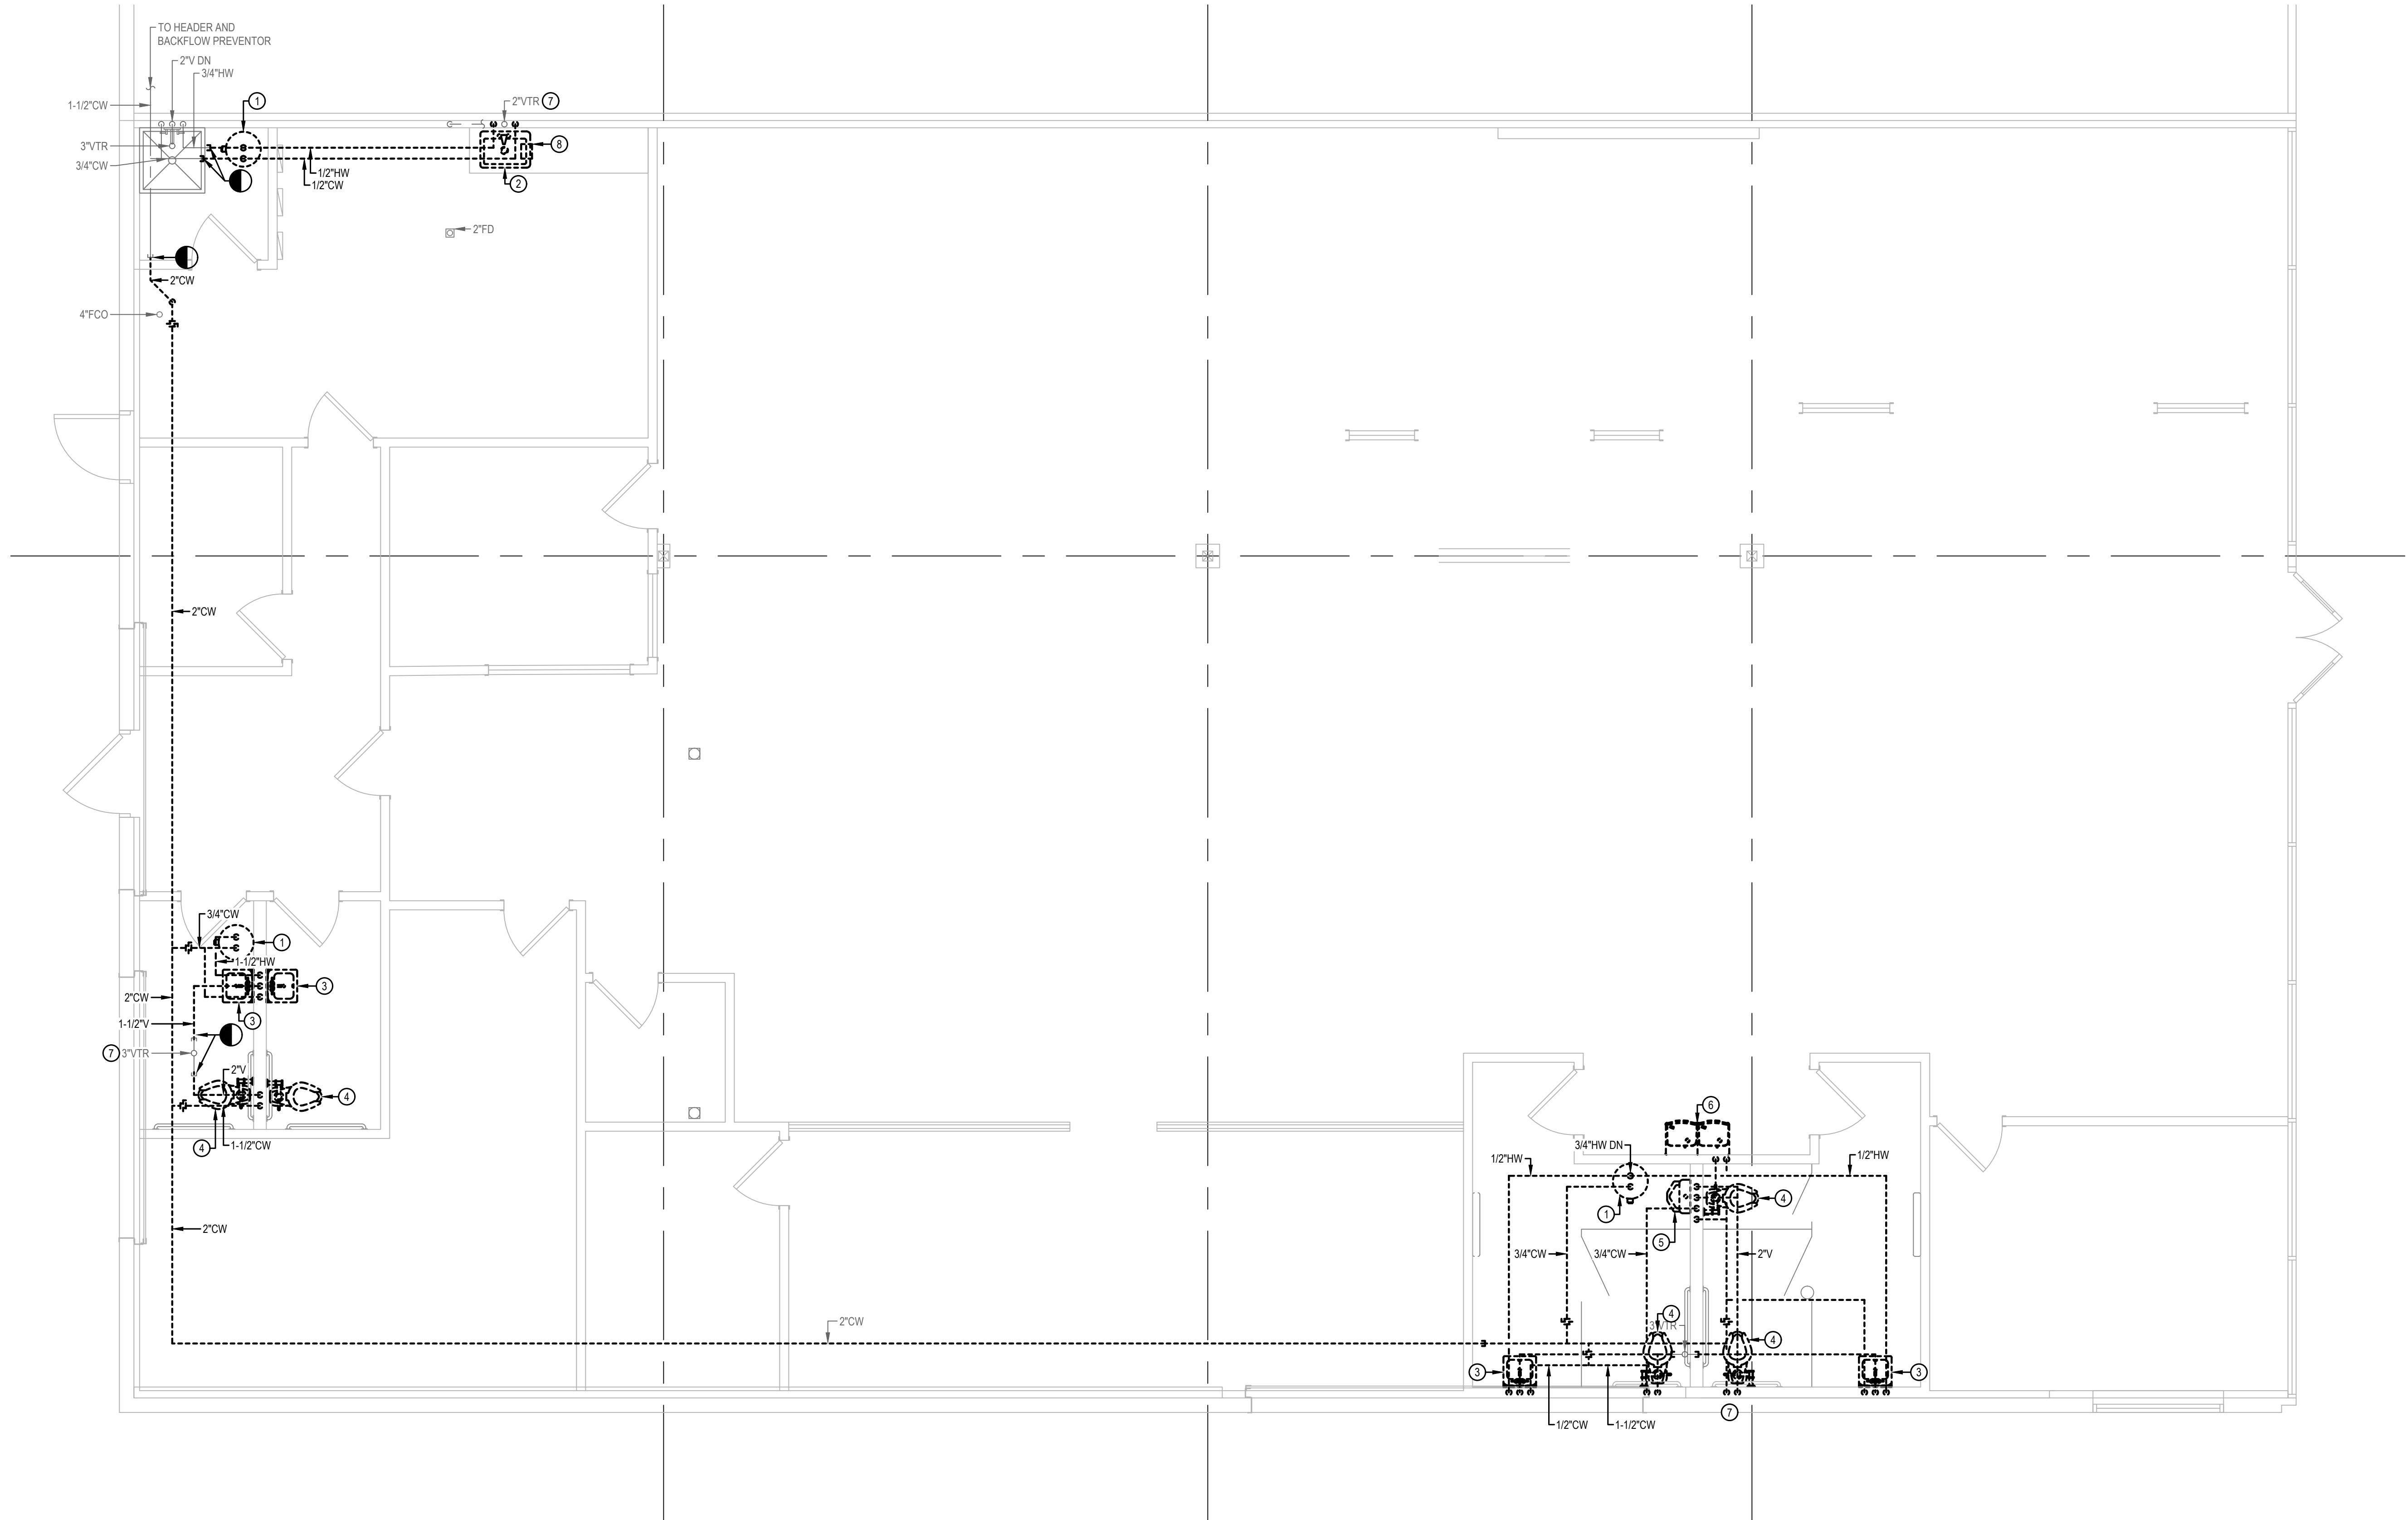 TO HEADER AND
BACKFLOW PREVENTOR
2"V DN
3/4"HW
1-1/2"CW
1
2"VTR 7
3"VTR
3/4"CW
8
1/2"HW
1/2"CW
2
2"FD
2"CW
4"FCO
2"CW
3/4"CW
1
1-1/2"HW
3
2"CW
3
1-1/2"V
7 3"VTR
2"V
4
4
1-1/2"CW
6
3/4"HW DN
1/2"HW
1/2"HW
4
1
5
3/4"CW
3/4"CW
2"V
2"CW
2"CW
4
3"VTR
4
3
3
1/2"CW
1-1/2"CW
7